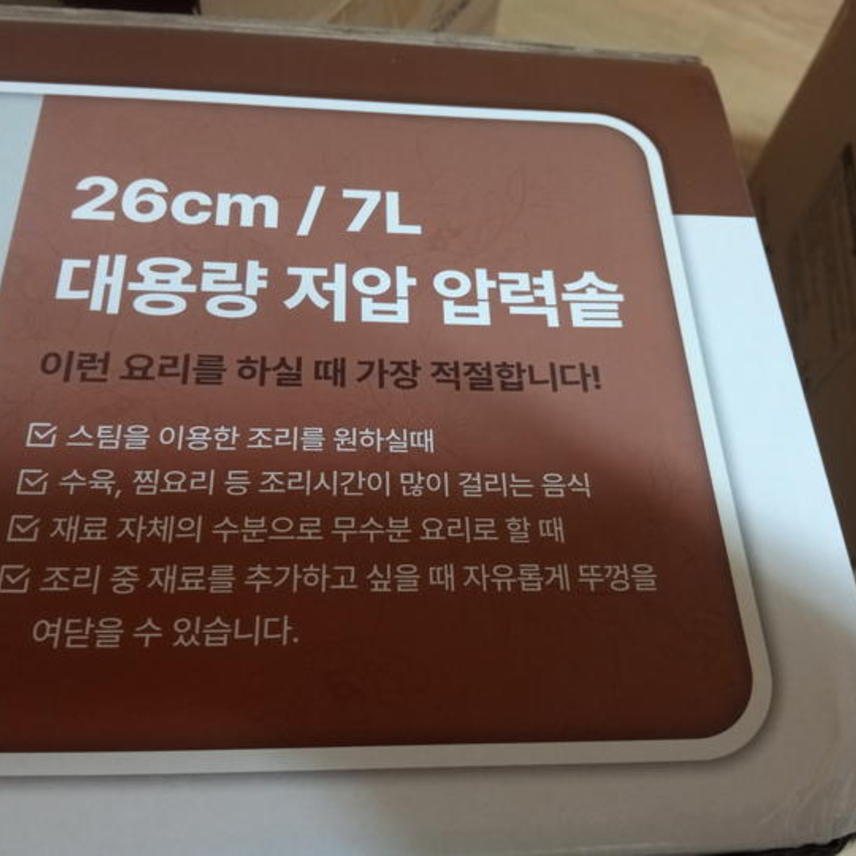 26cm / 7L
대용량 저압 압력솥
이런 요리를 하실 때 가장 적절합니다!
스팀을 이용한 조리를 원하실때
수육, 찜요리 등 조리시간이 많이 걸리는 음식
재료 자체의 수분으로 무수분 요리로 할 때
조리 중 재료를 추가하고 싶을 때 자유롭게 뚜껑을
여닫을 수 있습니다.